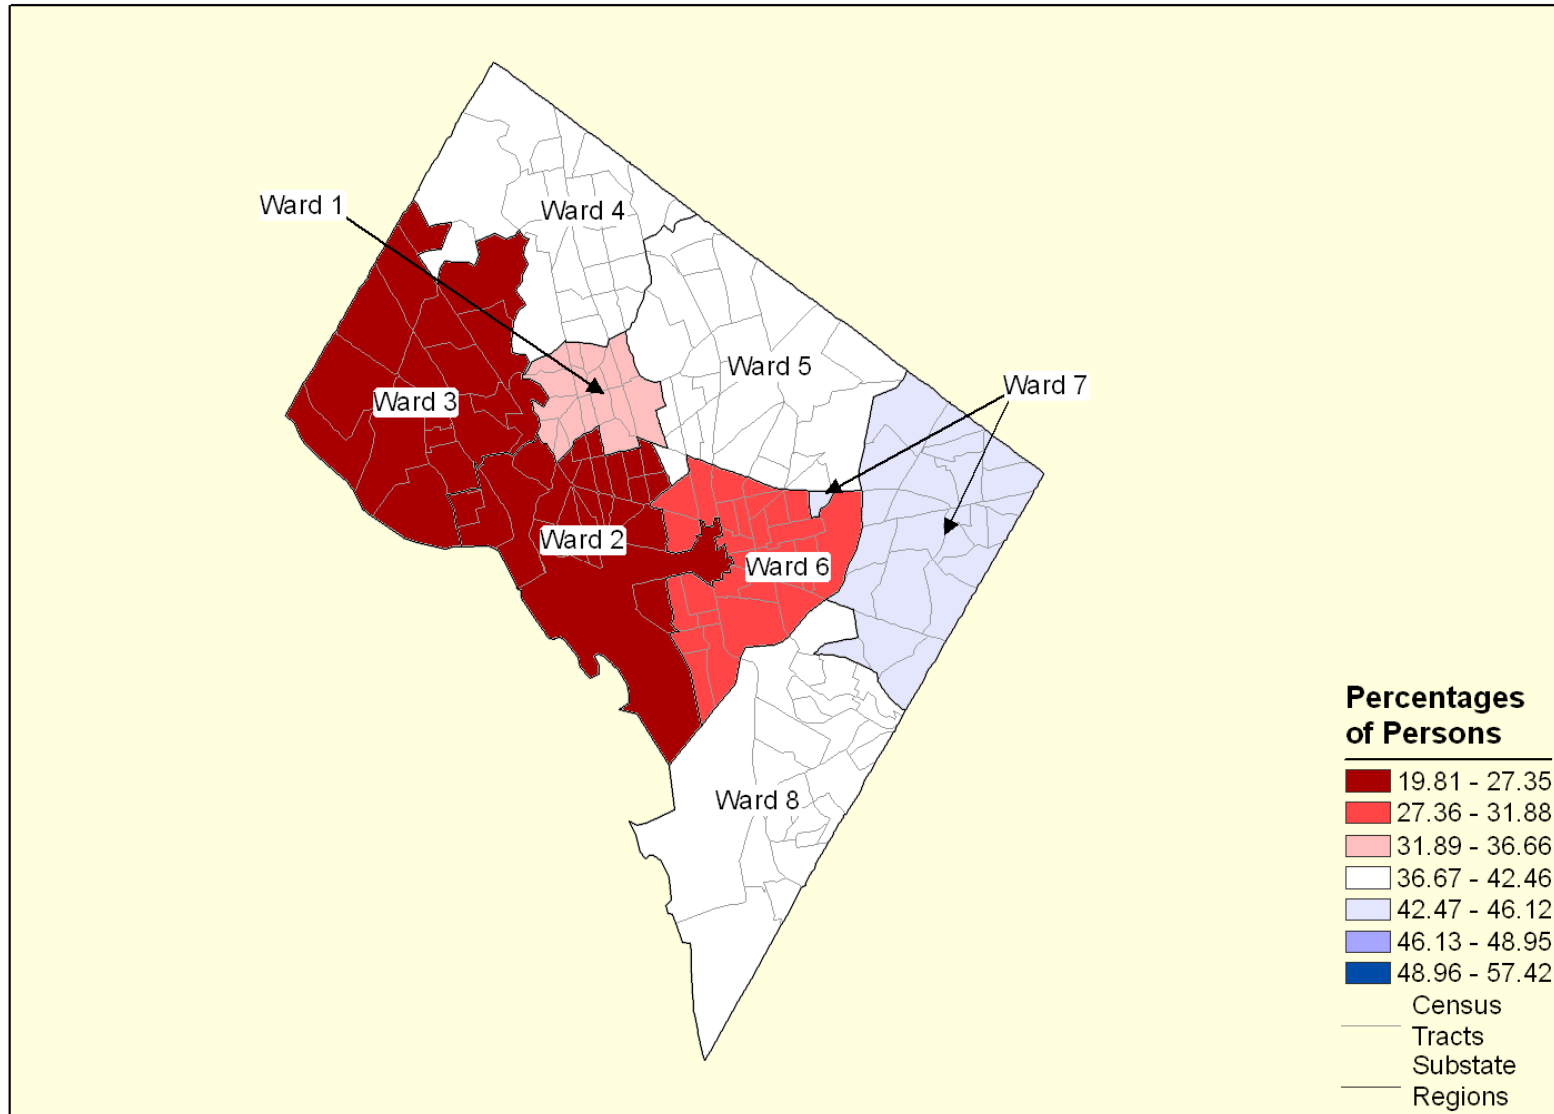 Ward 1
Ward 4
Ward 5
Ward 7
Ward 3
Ward 2
Ward 6
Ward 8
Percentages
of Persons
19.81 - 27.35
27.36 - 31.88
31.89 - 36.66
36.67 - 42.46
42.47 - 46.12
46.13 - 48.95
48.96 - 57.42
Census
Tracts
Substate
Regions